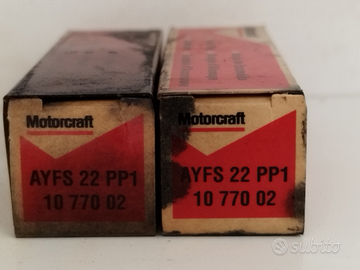 Motorcraft
AYFS 22 PP1
10 770 02
Motorcraft
AYFS 22 PP1
10 770 02
subito